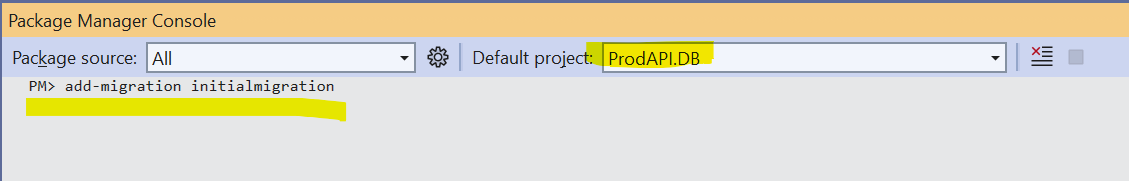 Package Manager Console
Package source: All Default project: ProdAPI.DB
PM> add-migration initialmigration